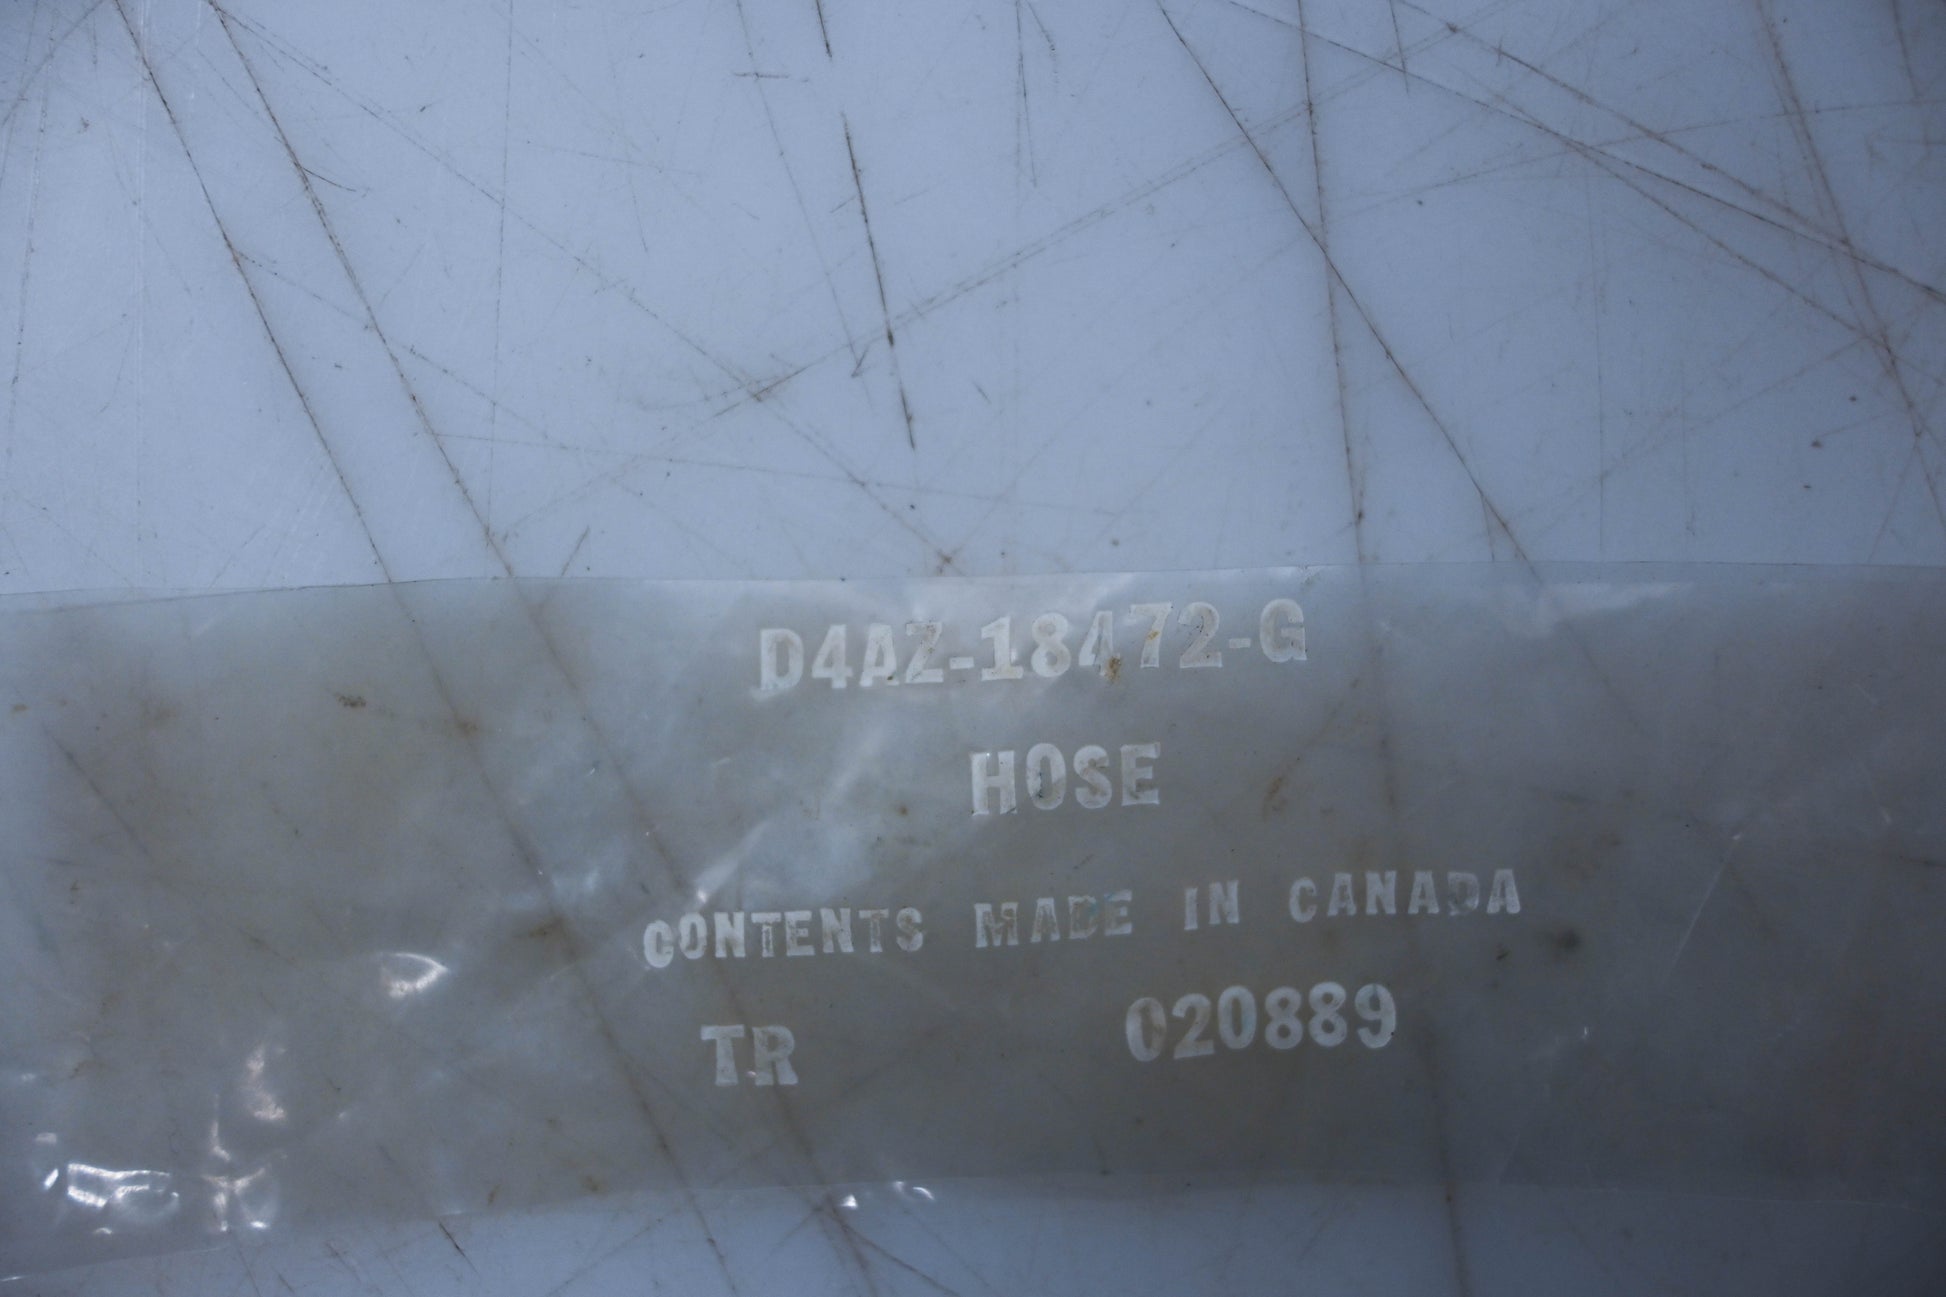 D4AZ-18472-G
HOSE
CONTENTS MADE IN CANADA
TR 020889